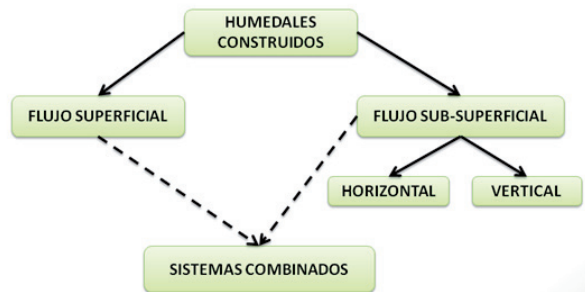 HUMEDALES
CONSTRUIDOS
FLUJO SUPERFICIAL
FLUJO SUB-SUPERFICIAL
HORIZONTAL
VERTICAL
SISTEMAS COMBINADOS